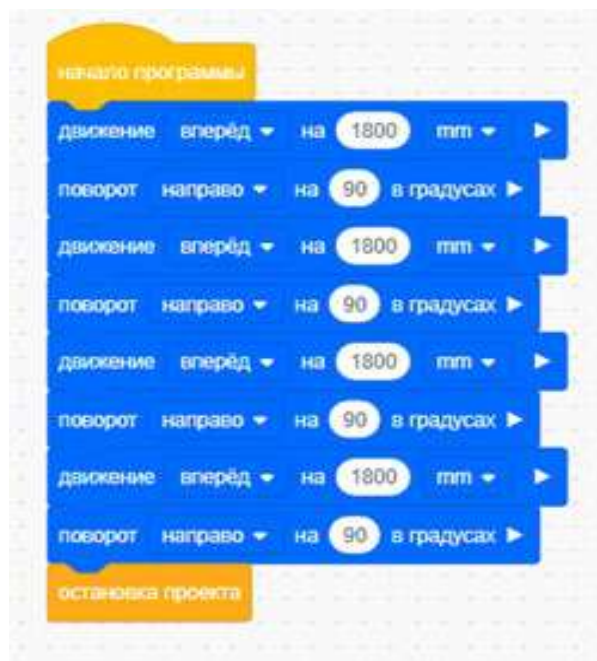 начало программы
движение вперёд на 1800 mm
поворот направо на 90 в градусах
движение вперёд на 1800 mm
поворот направо на 90 в градусах
движение вперёд на 1800 mm
поворот направо на 90 в градусах
движение вперёд на 1800 mm
поворот направо на 90 в градусах
остановка проекта